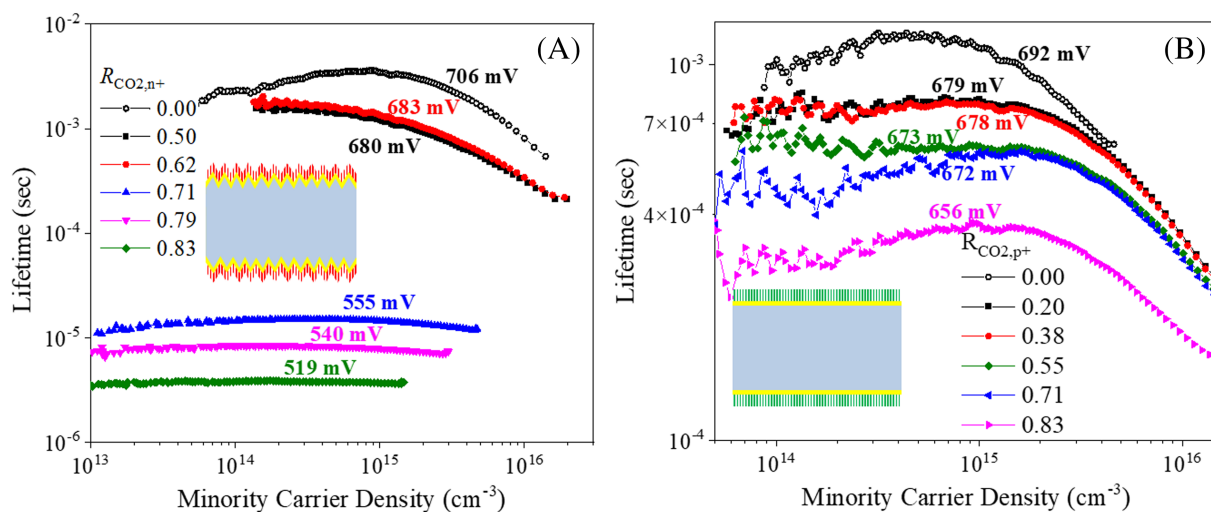 (A)
Lifetime (sec)
10-2
10-3
10-4
10-5
10-6
RCO2,n+
0.00
0.50
0.62
0.71
0.79
0.83
706 mV
683 mV
680 mV
555 mV
540 mV
519 mV
1013
1014
1015
1016
Minority Carrier Density (cm-3)
(B)
Lifetime (sec)
10-3
7×10-4
4×10-4
10-4
692 mV
679 mV
678 mV
673 mV
672 mV
656 mV
RCO2,p+
0.00
0.20
0.38
0.55
0.71
0.83
1014
1015
1016
Minority Carrier Density (cm-3)